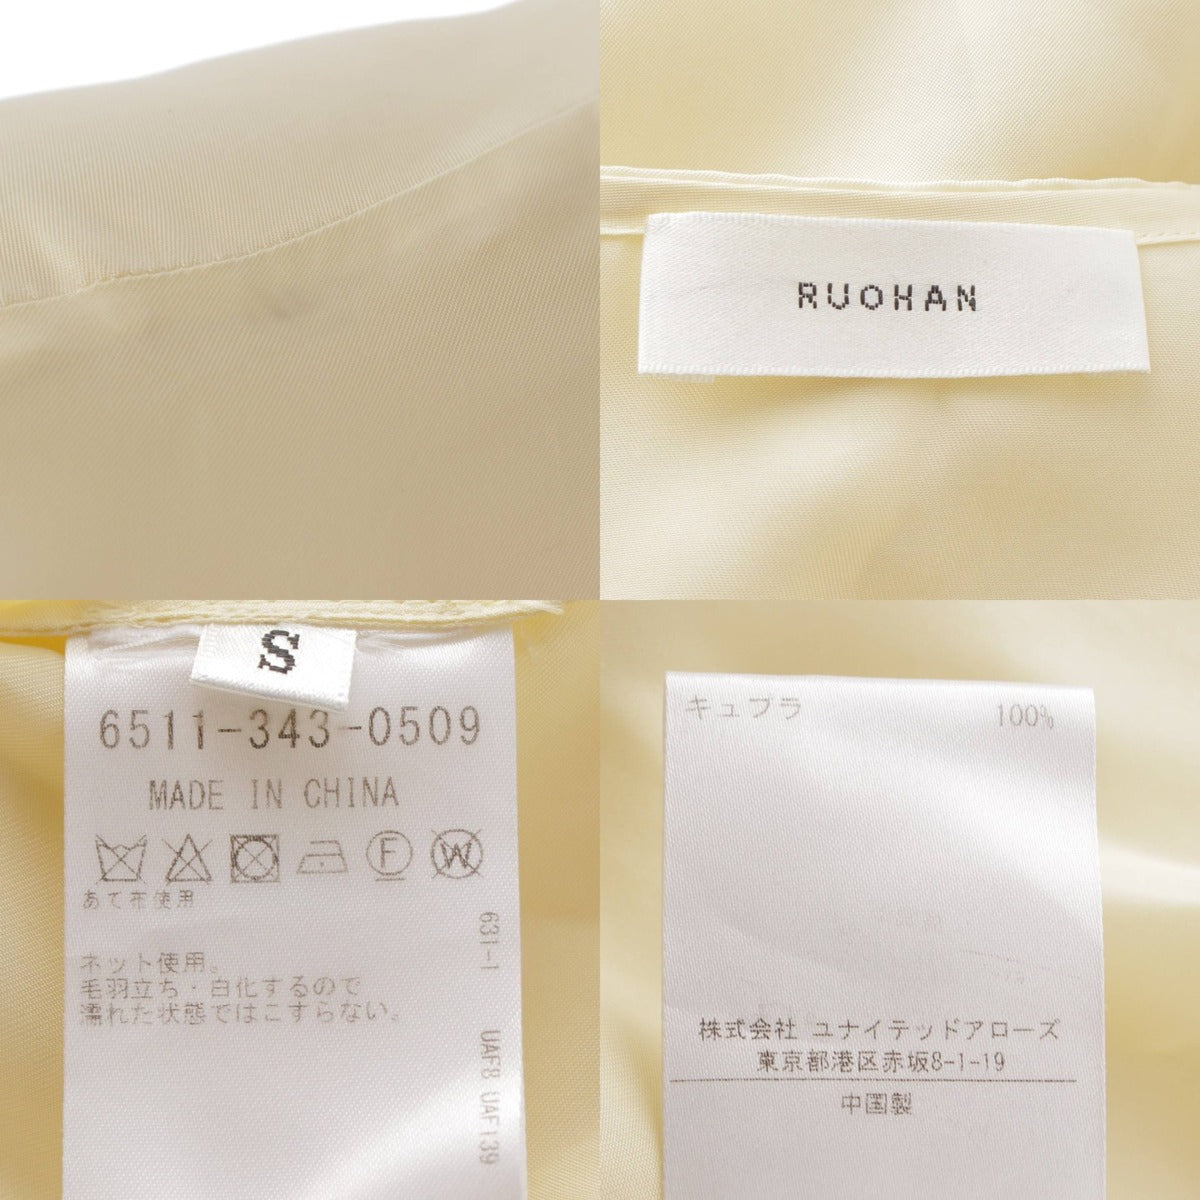 RUOHAN
S
6511-343-0509
MADE IN CHINA
F W
あて布使用
631-1
ネット使用。
毛羽立ち・白化するので
濡れた状態ではこすらない。
UAF8 UAF139
キュプラ 100%
株式会社 ユナイテッドアローズ
東京都港区赤坂8-1-19
中国製